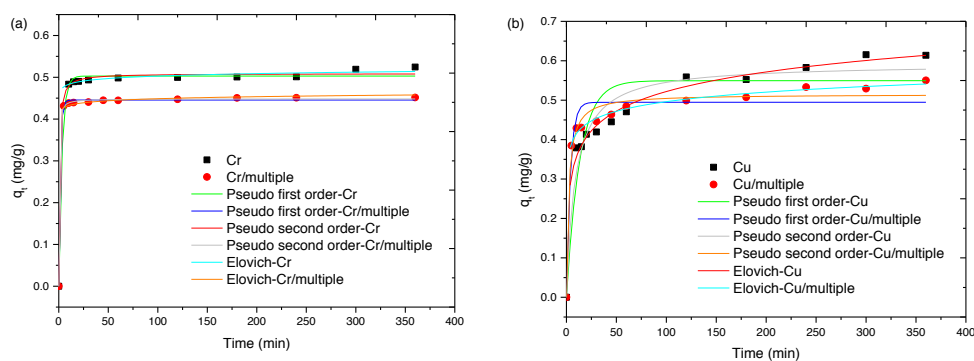 (a)
0.6
0.5
0.4
0.3
0.2
0.1
0.0
qt (mg/g)
Cr
Cr/multiple
Pseudo first order-Cr
Pseudo first order-Cr/multiple
Pseudo second order-Cr
Pseudo second order-Cr/multiple
Elovich-Cr
Elovich-Cr/multiple
0 50 100 150 200 250 300 350 400
Time (min)
(b)
0.7
0.6
0.5
0.4
0.3
0.2
0.1
0.0
qt (mg/g)
Cu
Cu/multiple
Pseudo first order-Cu
Pseudo first order-Cu/multiple
Pseudo second order-Cu
Pseudo second order-Cu/multiple
Elovich-Cu
Elovich-Cu/multiple
0 50 100 150 200 250 300 350 400
Time (min)